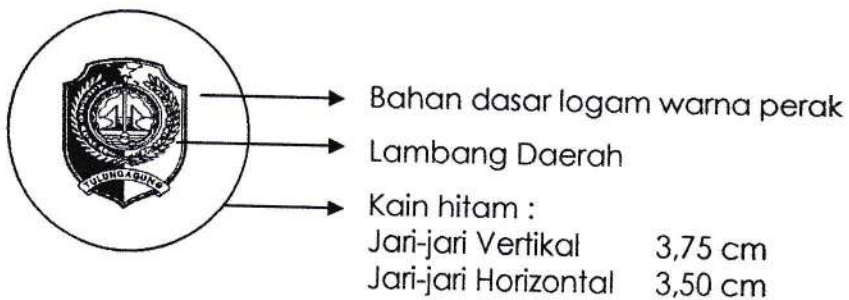 TULUNGAGUNG
Bahan dasar logam warna perak
Lambang Daerah
Kain hitam :
Jari-jari Vertikal 3,75 cm
Jari-jari Horizontal 3,50 cm